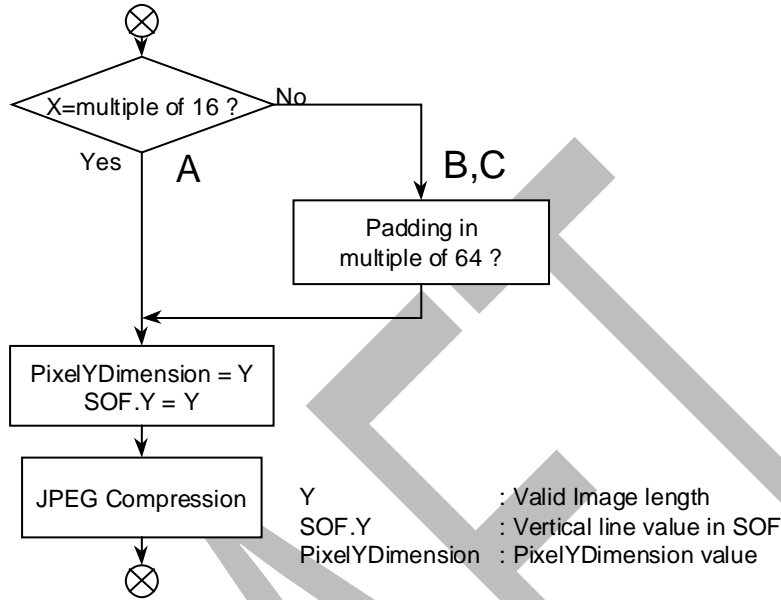 X=multiple of 16 ?
No
Yes
A
B,C
Padding in
multiple of 64 ?
PixelYDimension = Y
SOF.Y = Y
JPEG Compression
Y : Valid Image length
SOF.Y : Vertical line value in SOF
PixelYDimension : PixelYDimension value